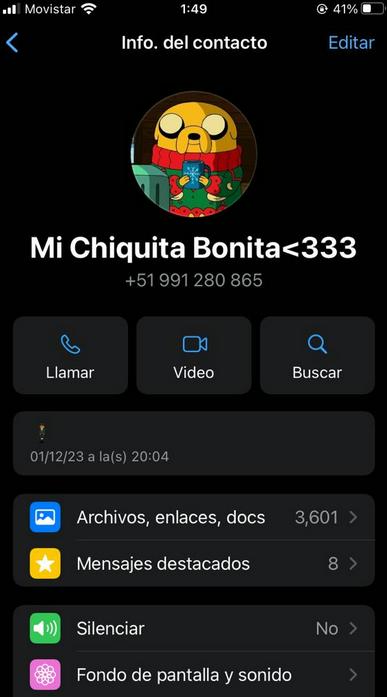 Movistar 1:49 41%
Info. del contacto Editar
Mi Chiquita Bonita<333
+51 991 280 865
Llamar Video Buscar
01/12/23 a la(s) 20:04
Archivos, enlaces, docs 3,601
Mensajes destacados 8
Silenciar No
Fondo de pantalla y sonido